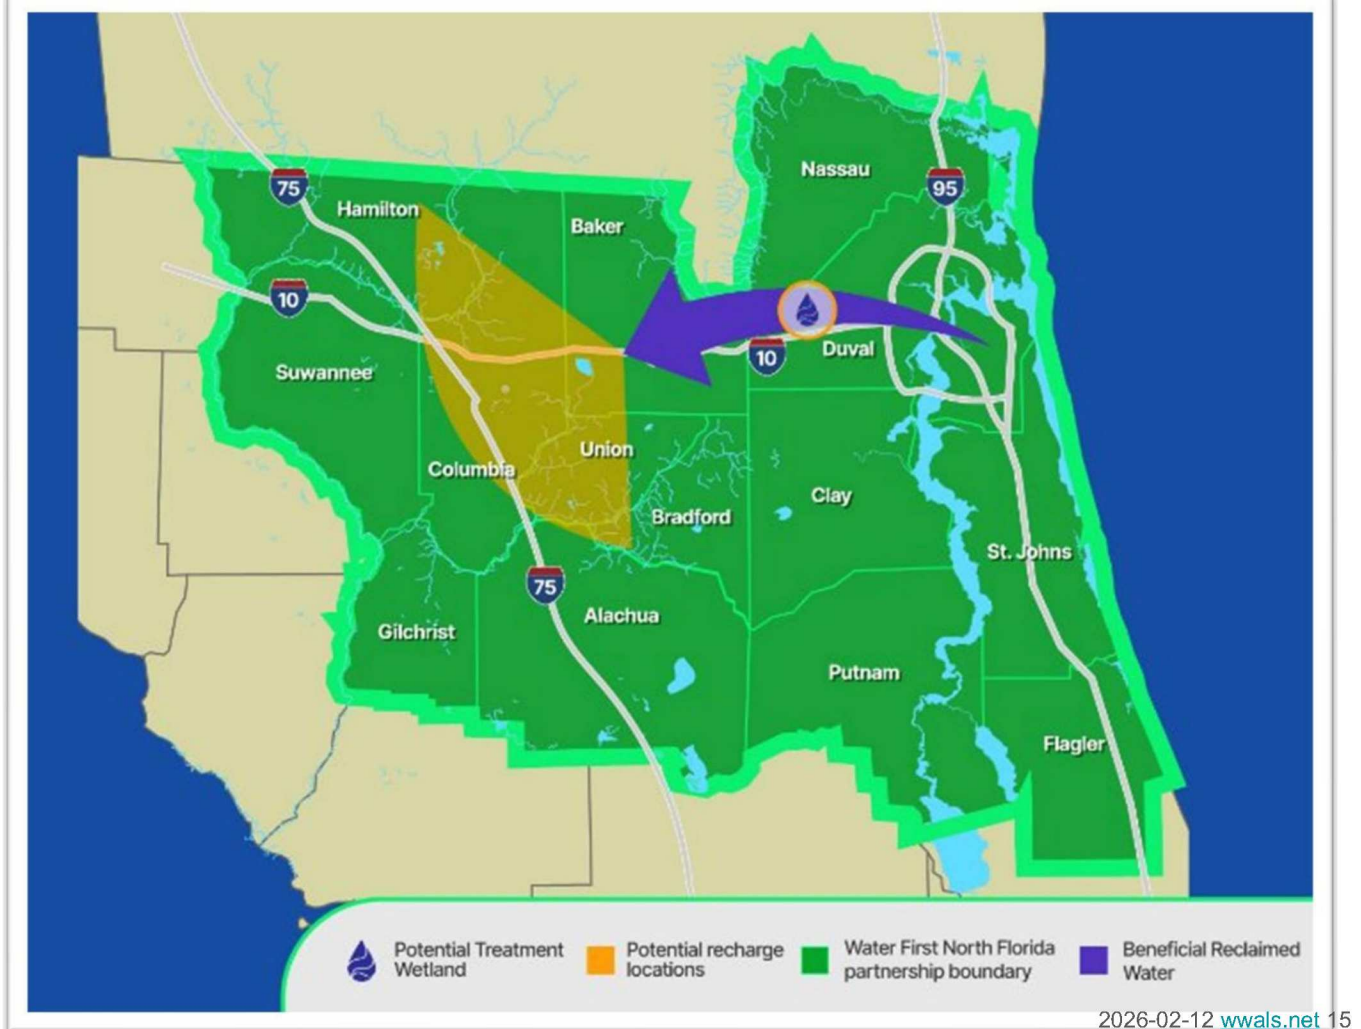 Nassau
75
95
Hamilton
Baker
10
10
Duval
Suwannee
Union
Columbia
Clay
Bradford
St. Johns
75
Alachua
Gilchrist
Putnam
Flagler
Potential Treatment
Wetland
Potential recharge
locations
Water First North Florida
partnership boundary
Beneficial Reclaimed
Water
2026-02-12 wwals.net 15